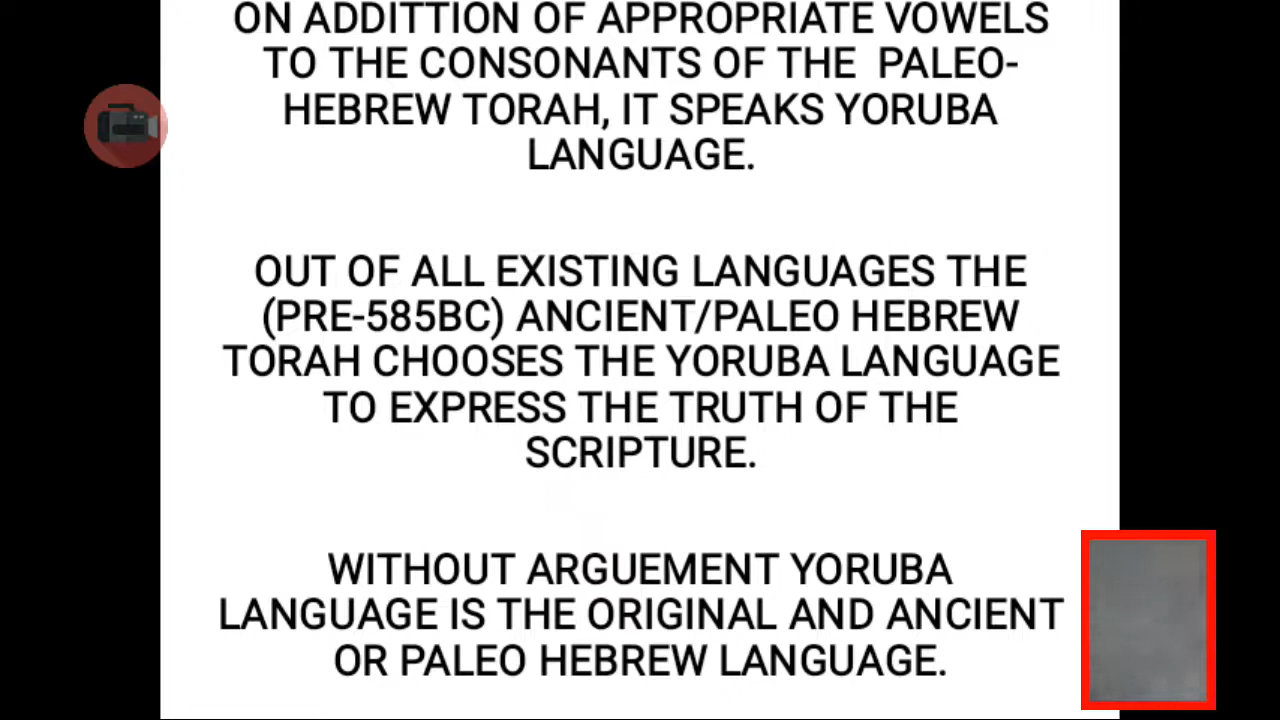 ON ADDITTION OF APPROPRIATE VOWELS
TO THE CONSONANTS OF THE PALEO-
HEBREW TORAH, IT SPEAKS YORUBA
LANGUAGE.
OUT OF ALL EXISTING LANGUAGES THE
(PRE-585BC) ANCIENT/PALEO HEBREW
TORAH CHOOSES THE YORUBA LANGUAGE
TO EXPRESS THE TRUTH OF THE
SCRIPTURE.
WITHOUT ARGUEMENT YORUBA
LANGUAGE IS THE ORIGINAL AND ANCIENT
OR PALEO HEBREW LANGUAGE.